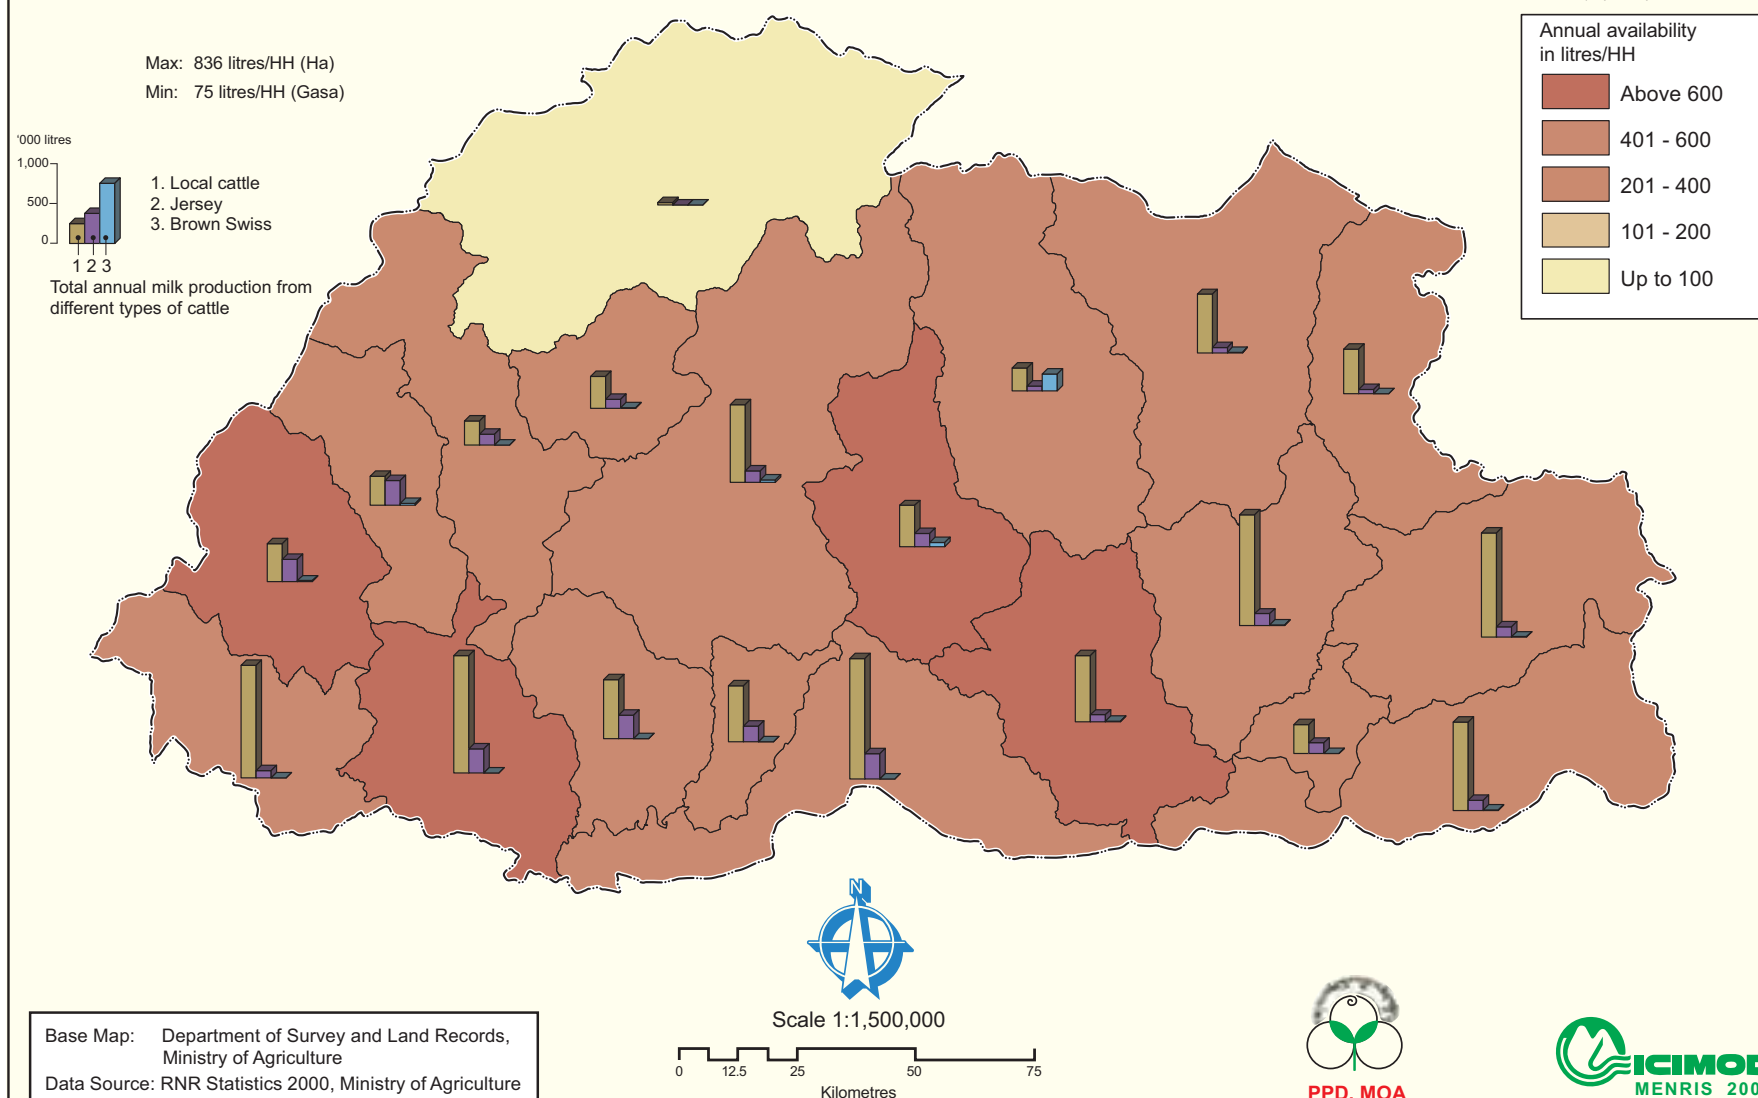 Max: 836 litres/HH (Ha)
Min: 75 litres/HH (Gasa)
'000 litres
1,000
500
0
1 2 3
1. Local cattle
2. Jersey
3. Brown Swiss
Total annual milk production from
different types of cattle
Annual availability
in litres/HH
Above 600
401 - 600
201 - 400
101 - 200
Up to 100
N
Scale 1:1,500,000
0 12.5 25 50 75
Kilometres
Base Map: Department of Survey and Land Records,
Ministry of Agriculture
Data Source: RNR Statistics 2000, Ministry of Agriculture
PPD, MOA
ICIMOD
MENRIS 200